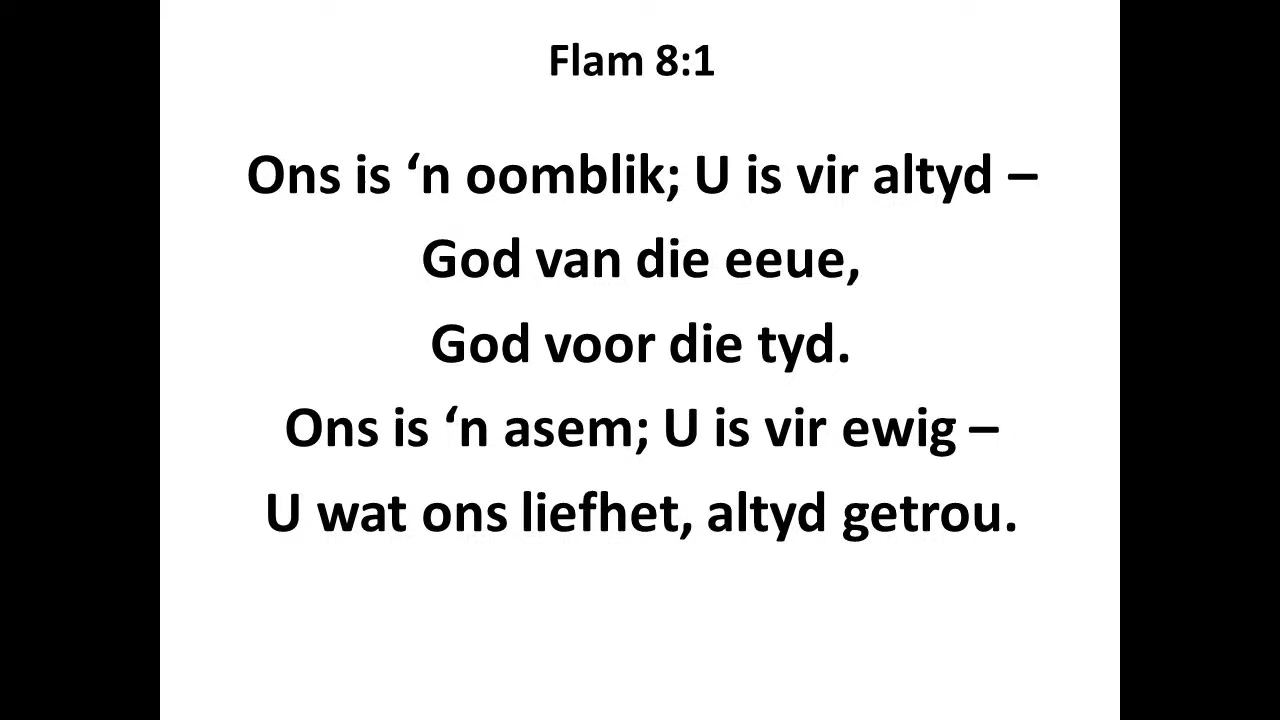 Flam 8:1
Ons is ‘n oomblik; U is vir altyd –
God van die eeue,
God voor die tyd.
Ons is ‘n asem; U is vir ewig –
U wat ons liefhet, altyd getrou.